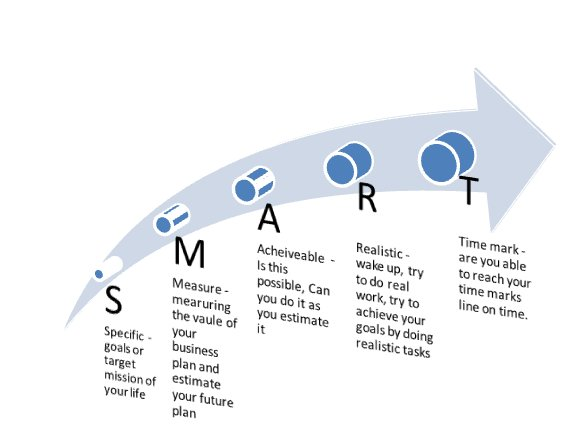 S
Specific -
goals or
target
mission of
your life
M
Measure -
mearuring
the vaule of
your
business
plan and
estimate
your future
plan
A
Acheiveable -
Is this
possible, Can
you do it as
you estimate
it
R
Realistic -
wake up, try
to do real
work, try to
achieve your
goals by doing
realistic tasks
T
Time mark -
are you able
to reach your
time marks
line on time.